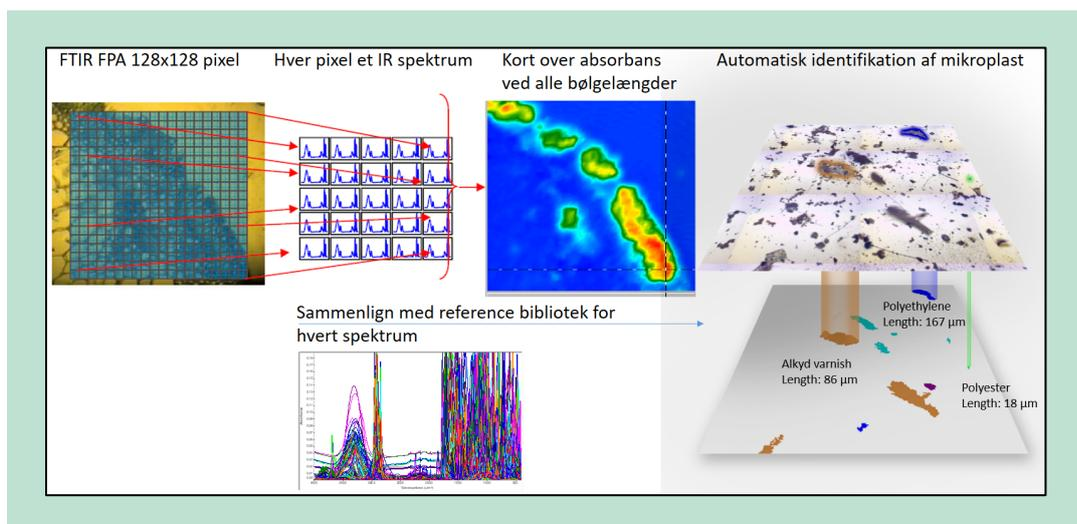 FTIR FPA 128x128 pixel
Hver pixel et IR spektrum
Kort over absorbans
ved alle bølgelængder
Automatisk identifikation af mikroplast
Sammenlign med reference bibliotek for
hvert spektrum
Polyethylene
Length: 167 µm
Alkyd varnish
Length: 86 µm
Polyester
Length: 18 µm